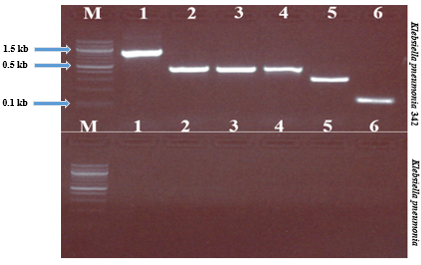 M 1 2 3 4 5 6
1.5 kb
0.5 kb
0.1 kb
Klebsiella pneumonia 342
M 1 2 3 4 5 6
Klebsiella pneumonia